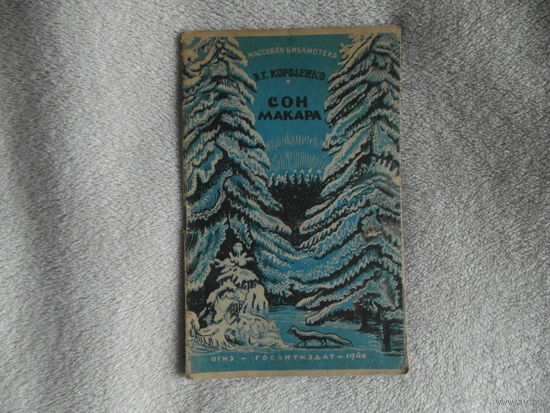 МАССОВАЯ БИБЛИОТЕКА
В.Г. КОРОЛЕНКО
СОН
МАКАРА
ОГИЗ – ГОСЛИТИЗДАТ – 1946